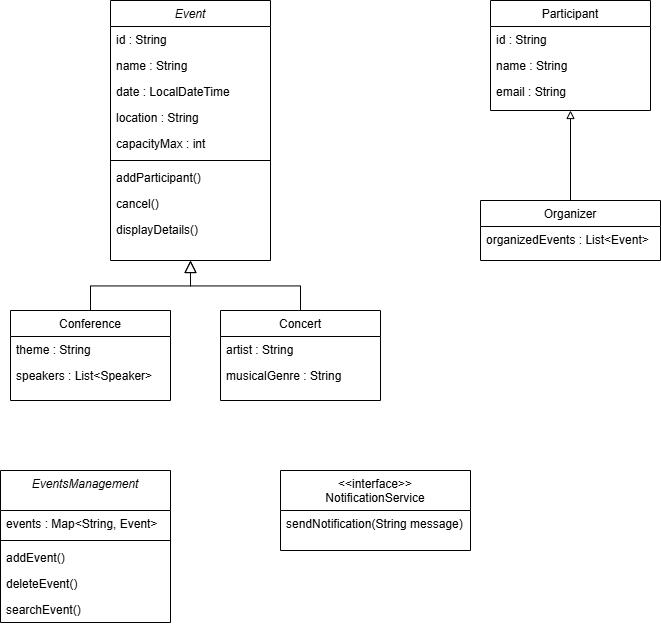 Event
id : String
name : String
date : LocalDateTime
location : String
capacityMax : int
addParticipant()
cancel()
displayDetails()
Participant
id : String
name : String
email : String
Organizer
organizedEvents : List<Event>
Conference
theme : String
speakers : List<Speaker>
Concert
artist : String
musicalGenre : String
EventsManagement
events : Map<String, Event>
addEvent()
deleteEvent()
searchEvent()
<<interface>>
NotificationService
sendNotification(String message)